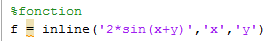 %fonction
f = inline('2*sin(x+y)','x','y')